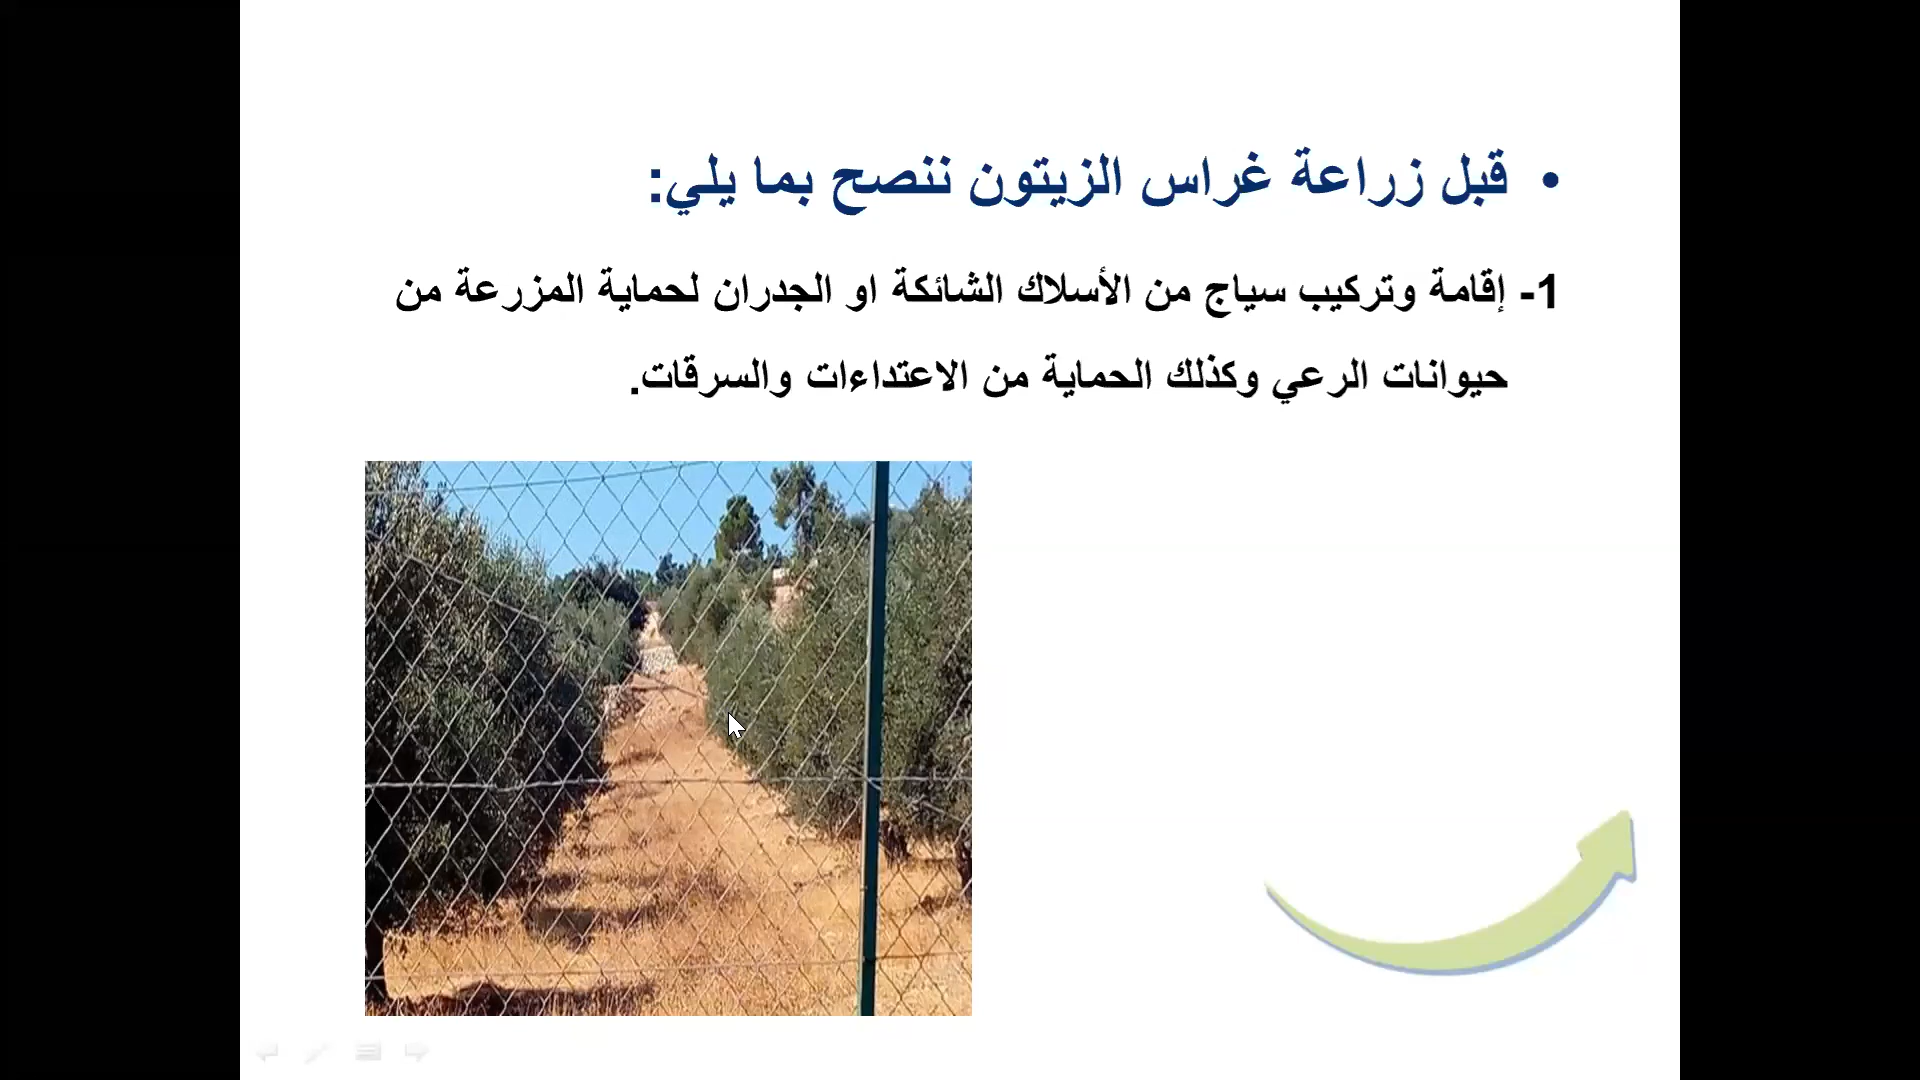 • قبل زراعة غراس الزيتون ننصح بما يلي:
1- إقامة وتركيب سياج من الأسلاك الشائكة او الجدران لحماية المزرعة من
حيوانات الرعي وكذلك الحماية من الاعتداءات والسرقات.